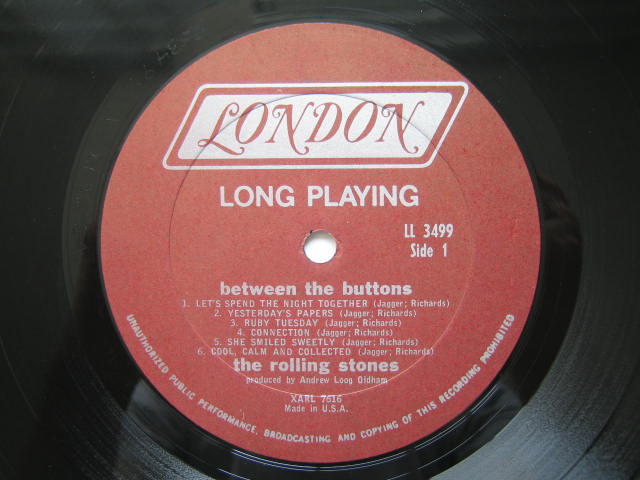 LONDON
LONG PLAYING
LL 3499
Side 1
between the buttons
1. LET'S SPEND THE NIGHT TOGETHER (Jagger; Richards)
2. YESTERDAY'S PAPERS (Jagger; Richards)
3. RUBY TUESDAY (Jagger; Richards)
4. CONNECTION (Jagger; Richards)
5. SHE SMILED SWEETLY (Jagger; Richards)
6. COOL, CALM AND COLLECTED (Jagger; Richards)
the rolling stones
produced by Andrew Loog Oldham
XARL 7616
Made in U.S.A.
UNAUTHORIZED PUBLIC PERFORMANCE, BROADCASTING AND COPYING OF THIS RECORDING PROHIBITED